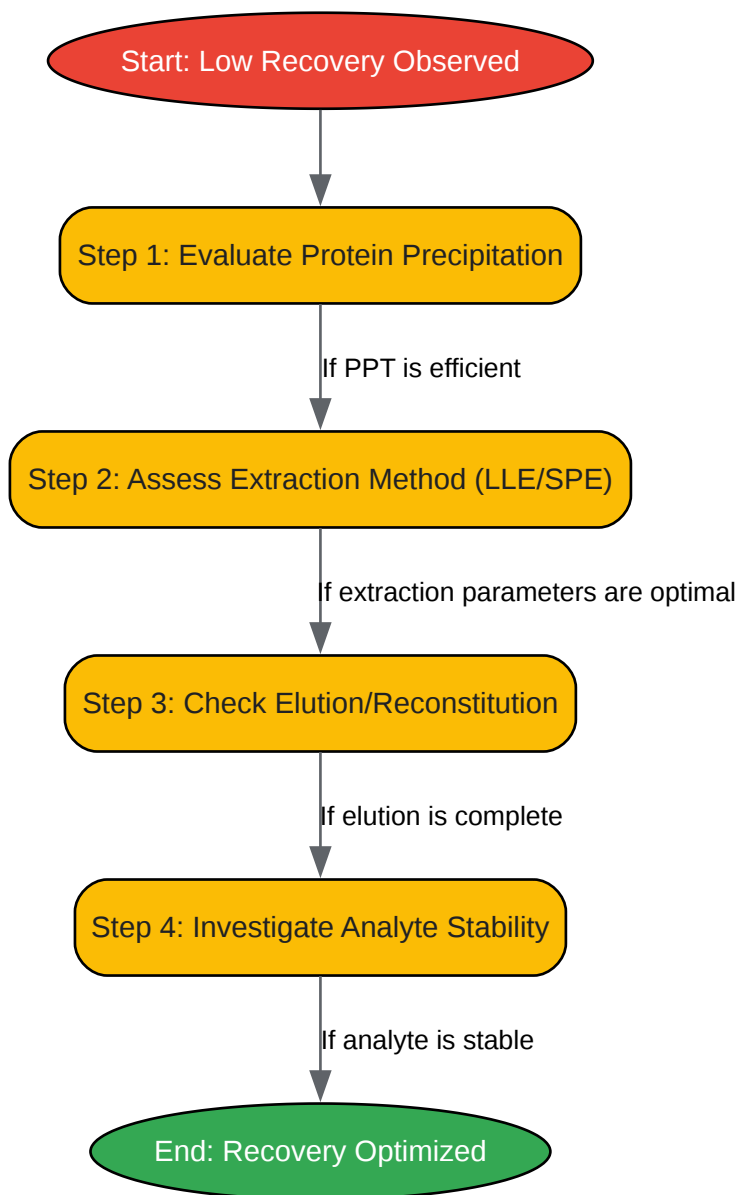 Start: Low Recovery Observed
Step 1: Evaluate Protein Precipitation
If PPT is efficient
Step 2: Assess Extraction Method (LLE/SPE)
If extraction parameters are optimal
Step 3: Check Elution/Reconstitution
If elution is complete
Step 4: Investigate Analyte Stability
If analyte is stable
End: Recovery Optimized